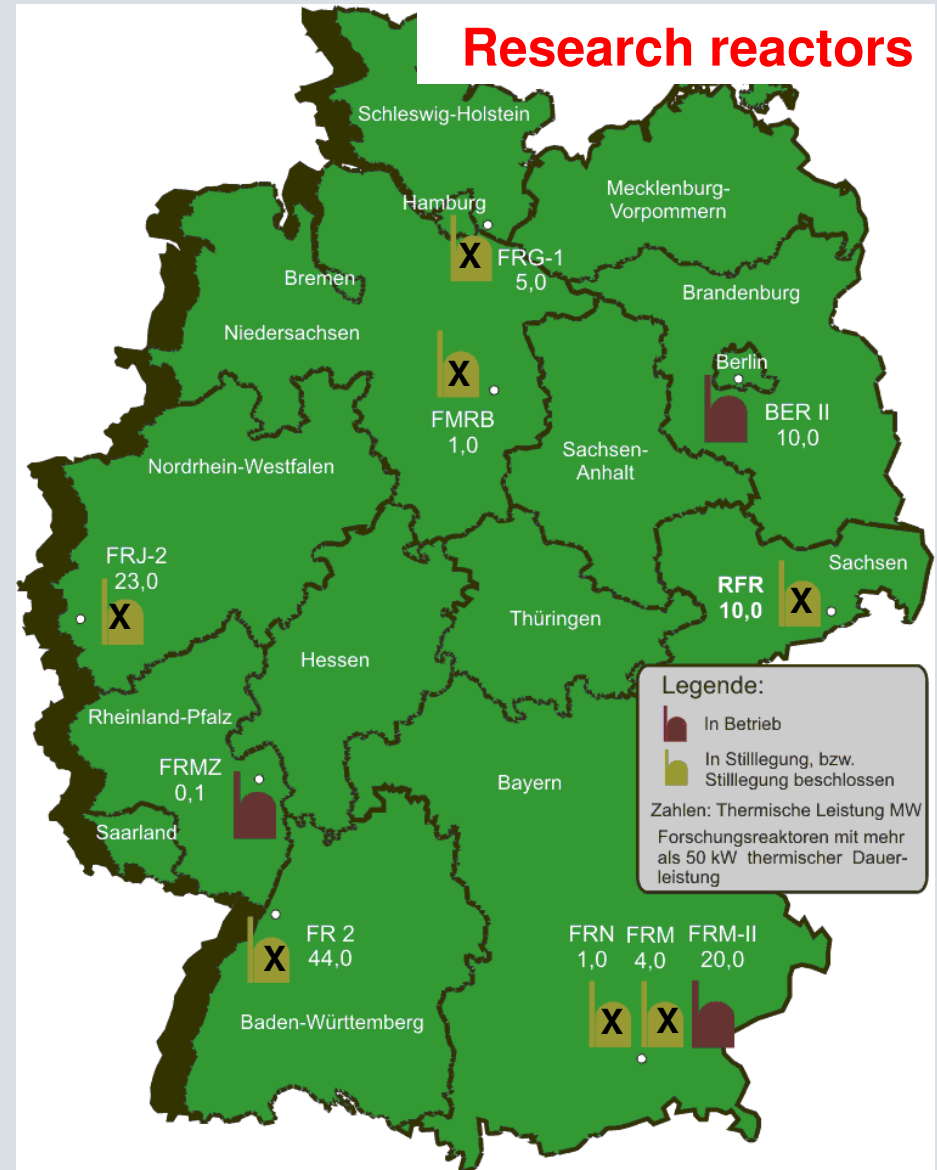 Research reactors
Schleswig-Holstein
Mecklenburg-
Vorpommern
Hamburg
X
FRG-1
5,0
Bremen
Brandenburg
Niedersachsen
Berlin
X
FMRB
1,0
BER II
10,0
Sachsen-
Anhalt
Nordrhein-Westfalen
FRJ-2
23,0
X
Sachsen
RFR
10,0
X
Thüringen
Hessen
Rheinland-Pfalz
FRMZ
0,1
Saarland
Bayern
Legende:
In Betrieb
In Stilllegung, bzw.
Stilllegung beschlossen
Zahlen: Thermische Leistung MW
Forschungsreaktoren mit mehr
als 50 kW thermischer Dauer-
leistung
FR 2
44,0
X
Baden-Württemberg
FRN FRM FRM-II
1,0 4,0 20,0
X X